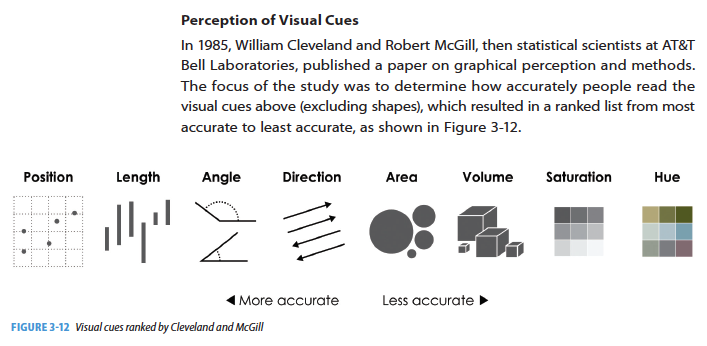 Perception of Visual Cues
In 1985, William Cleveland and Robert McGill, then statistical scientists at AT&T
Bell Laboratories, published a paper on graphical perception and methods.
The focus of the study was to determine how accurately people read the
visual cues above (excluding shapes), which resulted in a ranked list from most
accurate to least accurate, as shown in Figure 3-12.
Position Length Angle Direction Area Volume Saturation Hue
◀ More accurate Less accurate ▶
FIGURE 3-12 Visual cues ranked by Cleveland and McGill